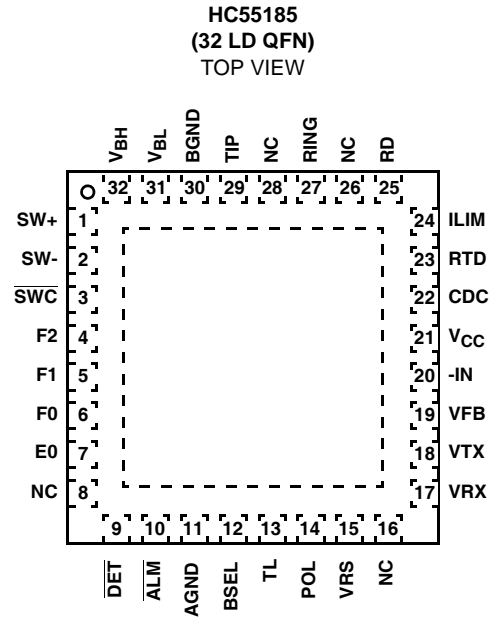 HC55185
(32 LD QFN)
TOP VIEW
VBH VBL BGND TIP NC RING NC RD
32 31 30 29 28 27 26 25
SW+ 1 24 ILIM
SW- 2 23 RTD
S̅W̅C̅ 3 22 CDC
F2 4 21 VCC
F1 5 20 -IN
F0 6 19 VFB
E0 7 18 VTX
NC 8 17 VRX
9 10 11 12 13 14 15 16
D̅E̅T̅ A̅L̅M̅ AGND BSEL TL POL VRS NC